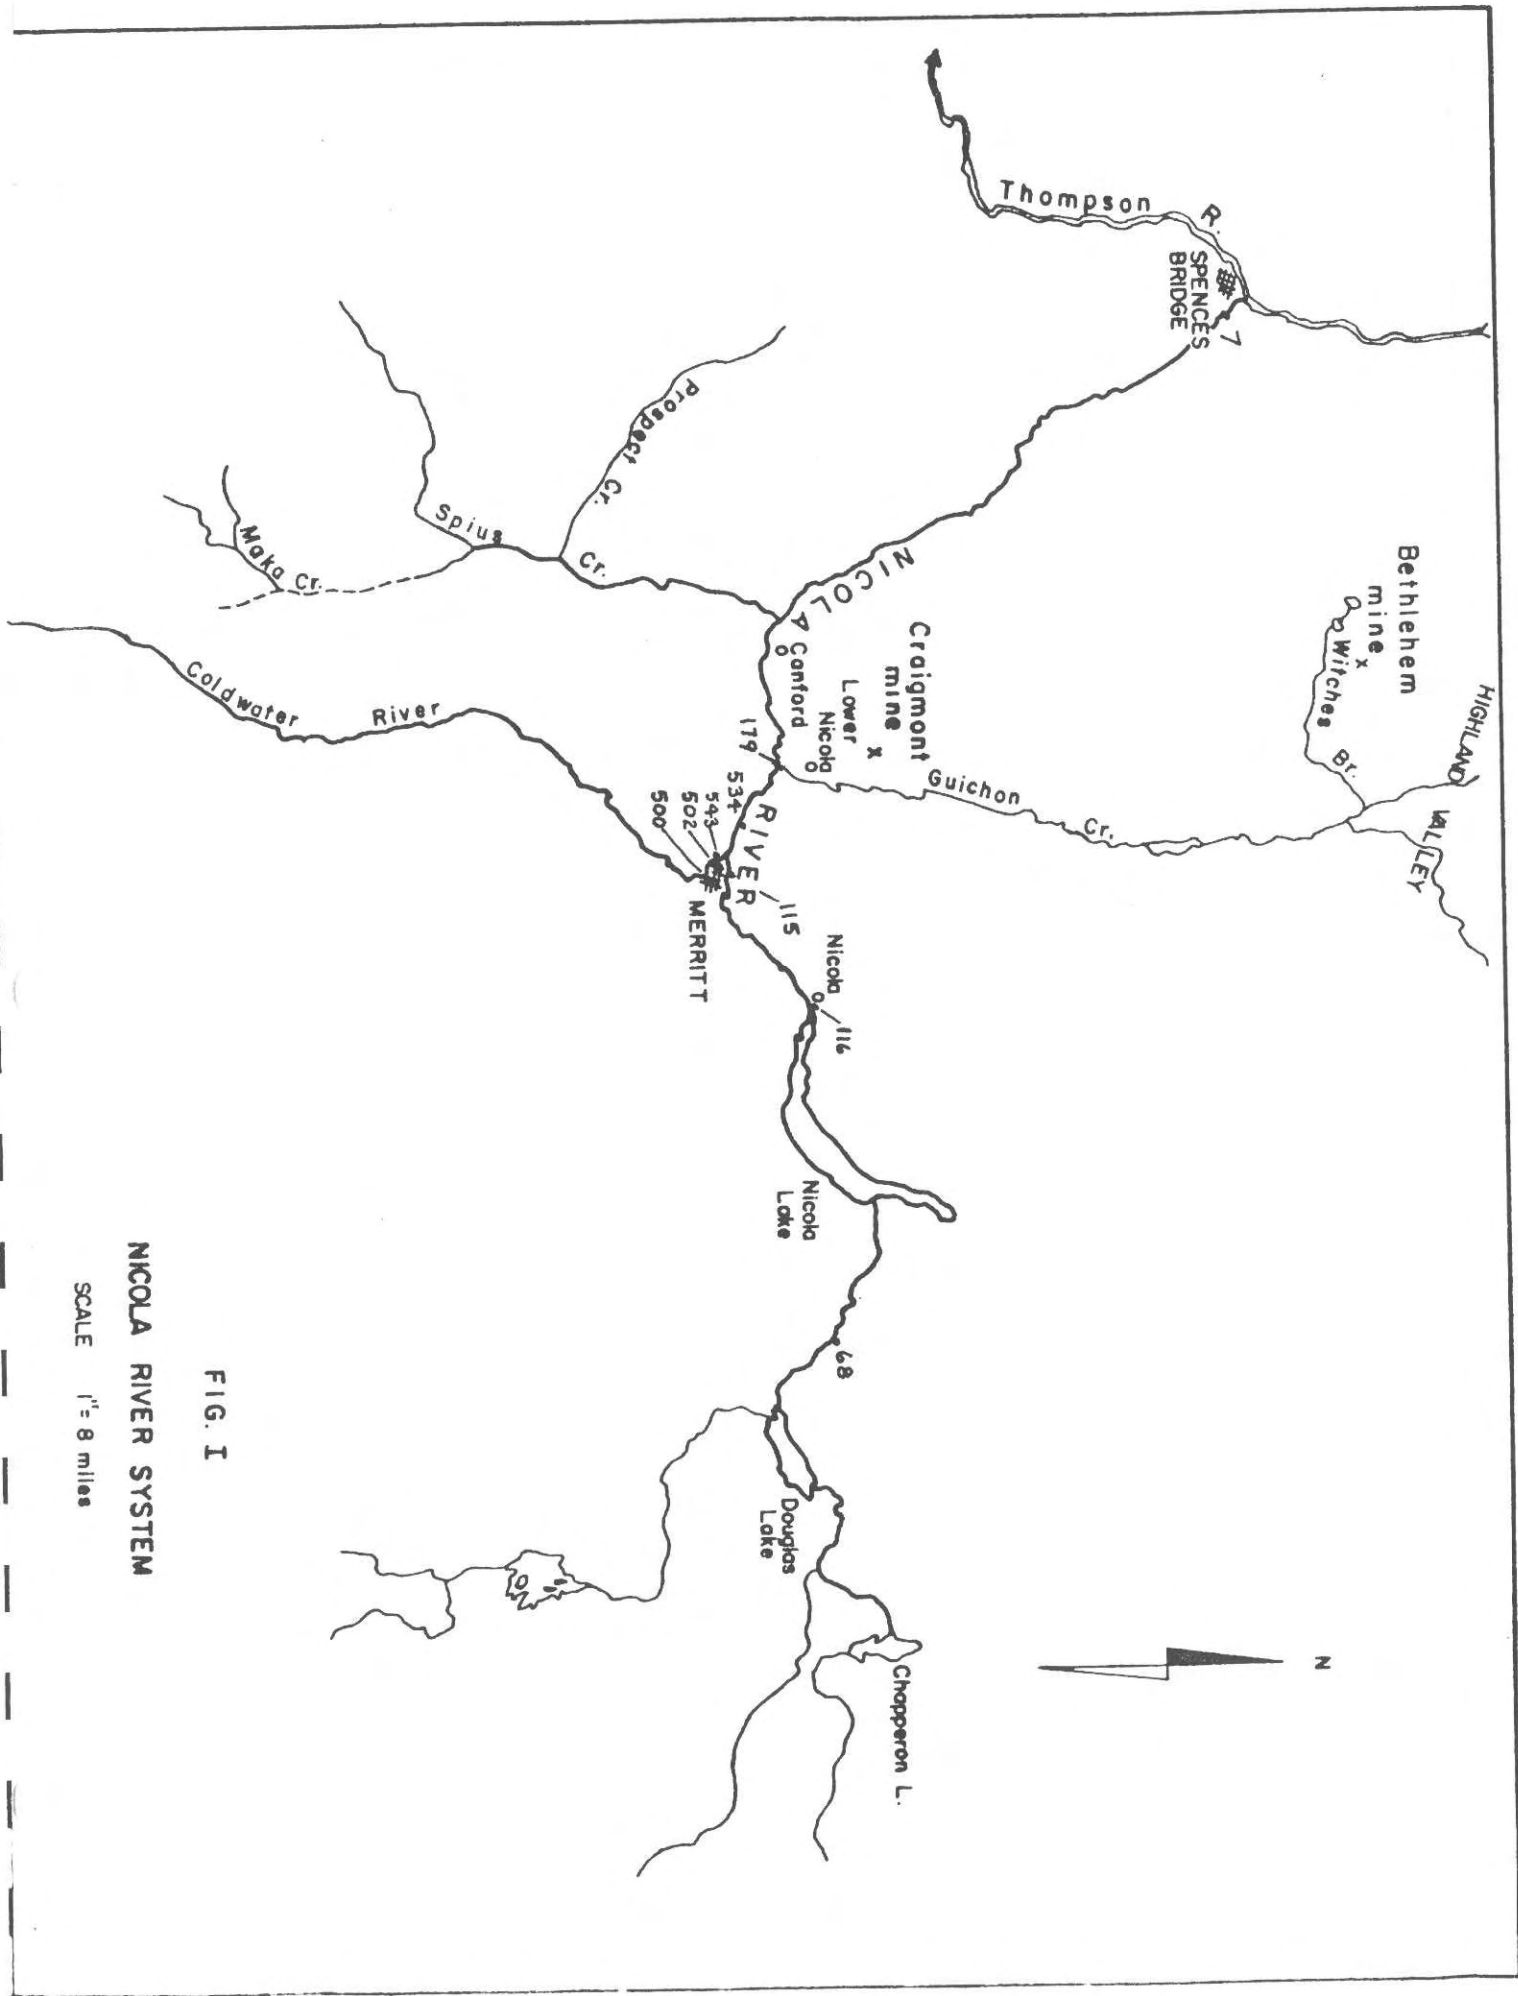 HIGHLAND
VALLEY
Bethlehem
mine
x
Witches
Br.
Thompson R.
SPENCES
BRIDGE
7
N
Guichon Cr.
Craigmont
mine
x
Lower
Nicola
Chapperon L.
NICOLA RIVER
Canford
Nicola
116
68
179
534
543
502
500
115
MERRITT
Nicola
Lake
Douglas
Lake
Prospect Cr.
Spius Cr.
Maka Cr.
Coldwater River
FIG. I
NICOLA RIVER SYSTEM
SCALE 1"= 8 miles